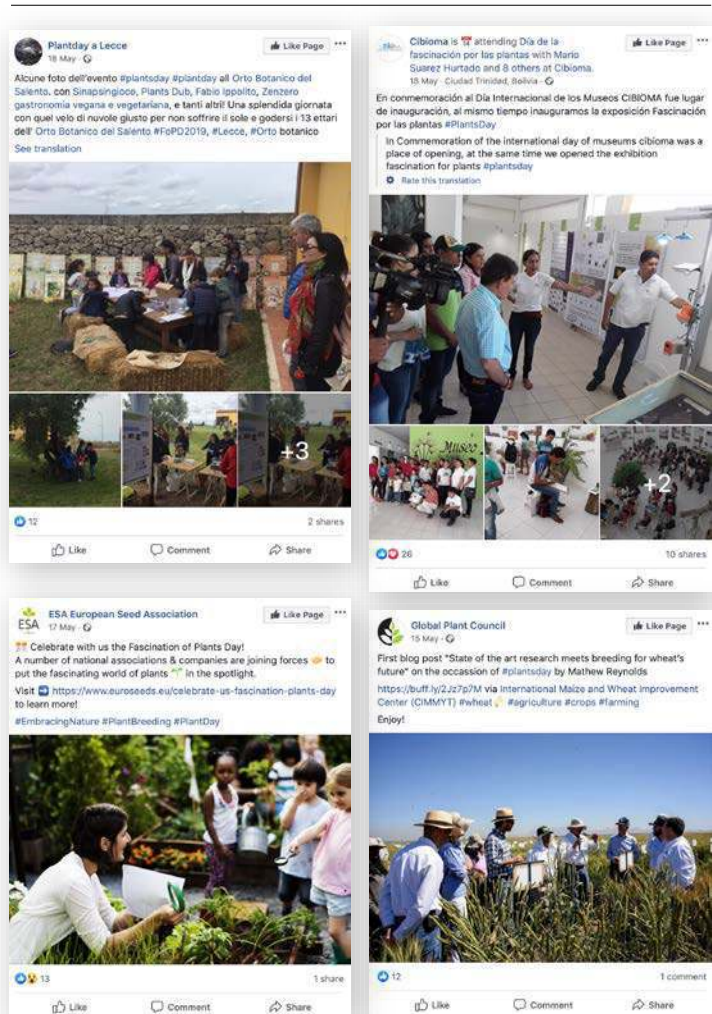 Plantday a Lecce
18 May
Like Page
Alcune foto dell'evento #plantsday #plantday all Orto Botanico del
Salento. con Sinapsingioco, Plants Dub, Fabio Ippolito, Zenzero
gastronomia vegana e vegetariana, e tanti altri! Una splendida giornata
con quel velo di nuvole giusto per non soffrire il sole e godersi i 13 ettari
dell' Orto Botanico del Salento #FoPD2019, #Lecce, #Orto botanico
See translation
+3
12
2 shares
Like Comment Share
Cibioma is 📅 attending Día de la
fascinación por las plantas with Mario
Suarez Hurtado and 8 others at Cibioma.
18 May · Ciudad Trinidad, Bolivia ·
Like Page
En conmemoración al Día Internacional de los Museos CIBIOMA fue lugar
de inauguración, al mismo tiempo inauguramos la exposición Fascinación
por las plantas #PlantsDay
In Commemoration of the international day of museums cibioma was a
place of opening, at the same time we opened the exhibition
fascination for plants #plantsday
Rate this translation
Museo
+2
26
10 shares
Like Comment Share
ESA
ESA European Seed Association
17 May ·
Like Page
Celebrate with us the Fascination of Plants Day!
A number of national associations & companies are joining forces 🤝 to
put the fascinating world of plants 🌱 in the spotlight.
Visit ➡️ https://www.euroseeds.eu/celebrate-us-fascination-plants-day
to learn more!
#EmbracingNature #PlantBreeding #PlantDay
13
1 share
Like Comment Share
Global Plant Council
15 May ·
Like Page
First blog post "State of the art research meets breeding for wheat's
future" on the occassion of #plantsday by Mathew Reynolds
https://buff.ly/2Jz7p7M via International Maize and Wheat Improvement
Center (CIMMYT) #wheat 🌾 #agriculture #crops #farming
Enjoy!
12
1 comment
Like Comment Share